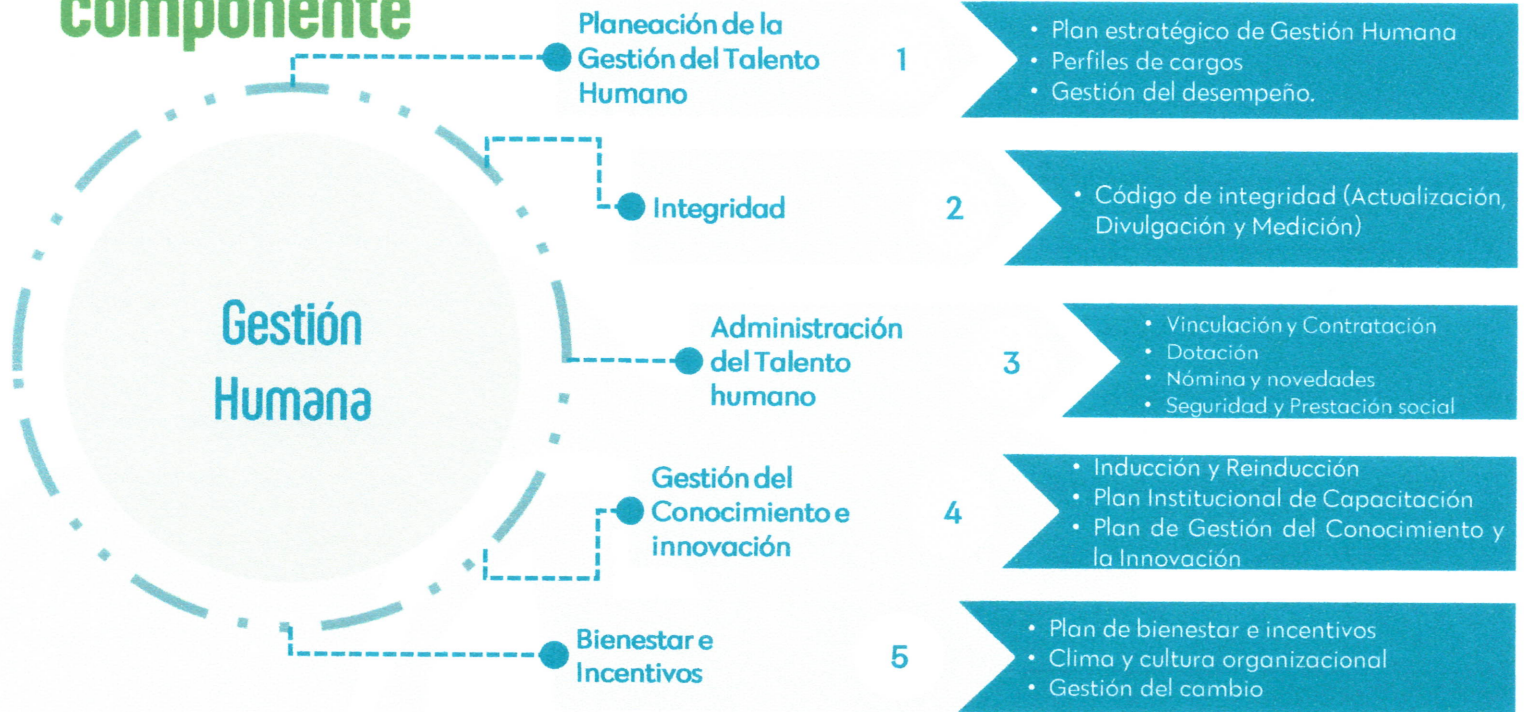 componente
Planeación de la
Gestión del Talento
Humano
1
• Plan estratégico de Gestión Humana
• Perfiles de cargos
• Gestión del desempeño.
Integridad
2
• Código de integridad (Actualización,
Divulgación y Medición)
Gestión
Humana
Administración
del Talento
humano
3
• Vinculación y Contratación
• Dotación
• Nómina y novedades
• Seguridad y Prestación social
Gestión del
Conocimiento e
innovación
4
• Inducción y Reinducción
• Plan Institucional de Capacitación
• Plan de Gestión del Conocimiento y
la Innovación
Bienestar e
Incentivos
5
• Plan de bienestar e incentivos
• Clima y cultura organizacional
• Gestión del cambio